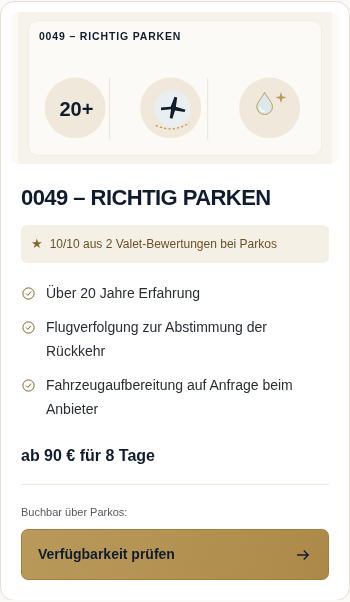 0049 – RICHTIG PARKEN
20+
0049 – RICHTIG PARKEN
★ 10/10 aus 2 Valet-Bewertungen bei Parkos
Über 20 Jahre Erfahrung
Flugverfolgung zur Abstimmung der
Rückkehr
Fahrzeugaufbereitung auf Anfrage beim
Anbieter
ab 90 € für 8 Tage
Buchbar über Parkos:
Verfügbarkeit prüfen →